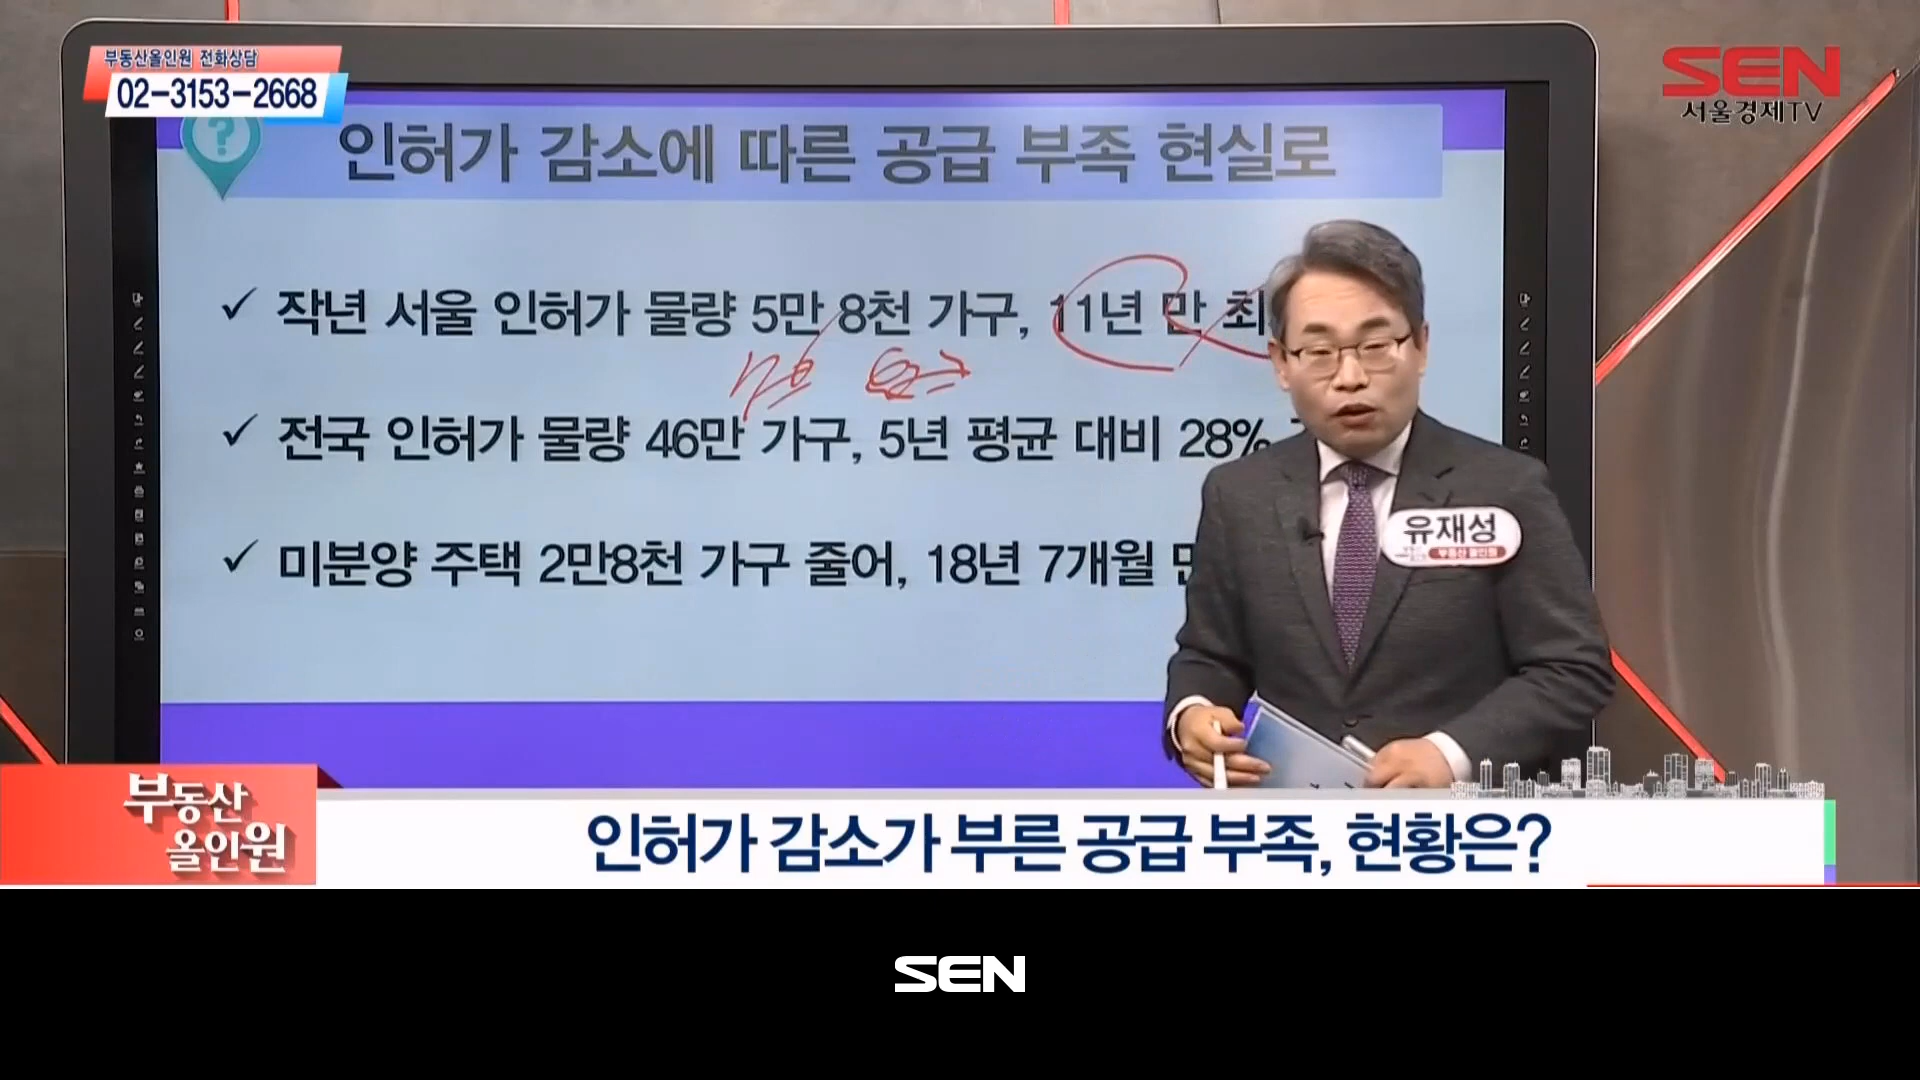 부동산올인원 전화상담
02-3153-2668
SEN
서울경제TV
인허가 감소에 따른 공급 부족 현실로
작년 서울 인허가 물량 5만 8천 가구, 11년 만 최
전국 인허가 물량 46만 가구, 5년 평균 대비 28%
미분양 주택 2만8천 가구 줄어, 18년 7개월
유재성
부동산 올인원
부동산
올인원
인허가 감소가 부른 공급 부족, 현황은?
SEN